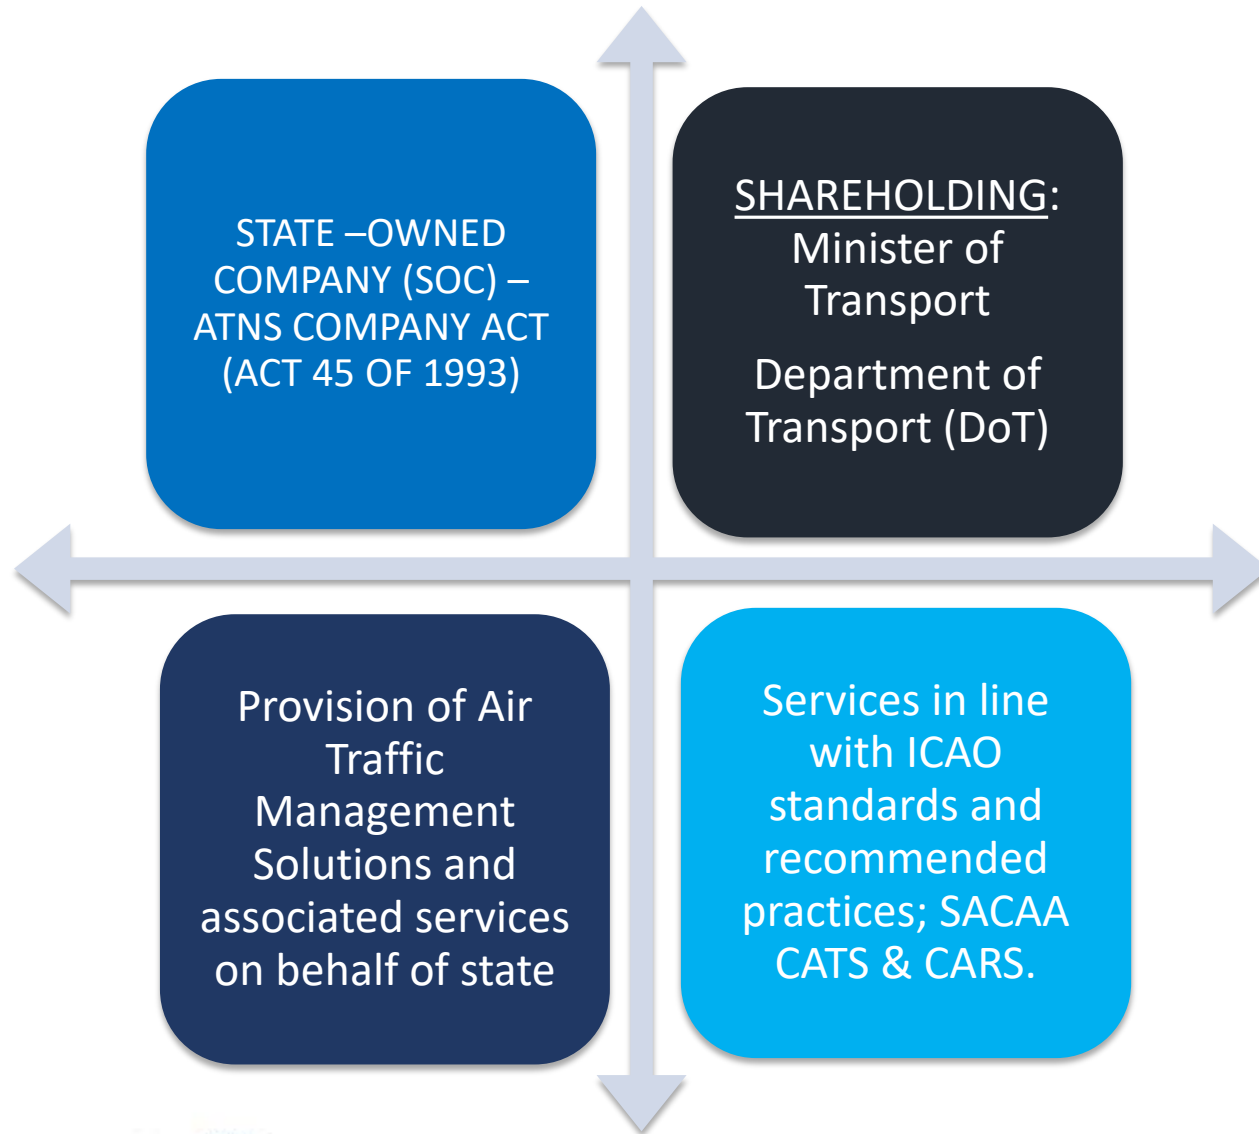 STATE –OWNED
COMPANY (SOC) –
ATNS COMPANY ACT
(ACT 45 OF 1993)
SHAREHOLDING:
Minister of
Transport
Department of
Transport (DoT)
Provision of Air
Traffic
Management
Solutions and
associated services
on behalf of state
Services in line
with ICAO
standards and
recommended
practices; SACAA
CATS & CARS.